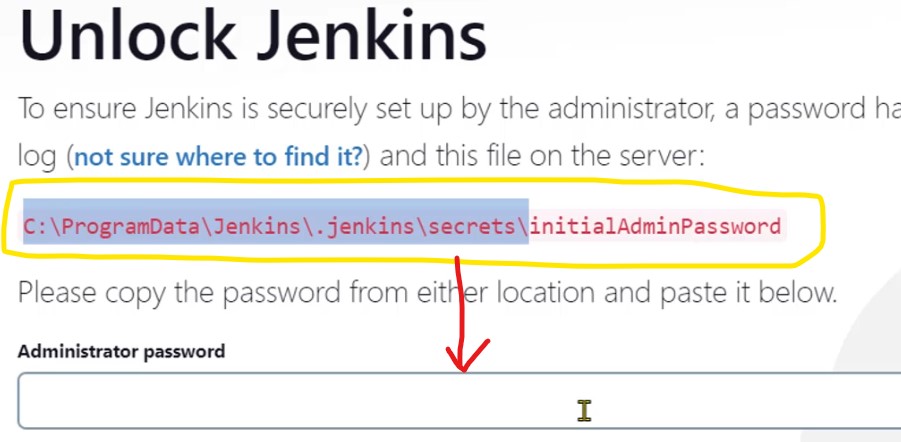 Unlock Jenkins
To ensure Jenkins is securely set up by the administrator, a password ha
log (not sure where to find it?) and this file on the server:
C:\ProgramData\Jenkins\.jenkins\secrets\initialAdminPassword
Please copy the password from either location and paste it below.
Administrator password